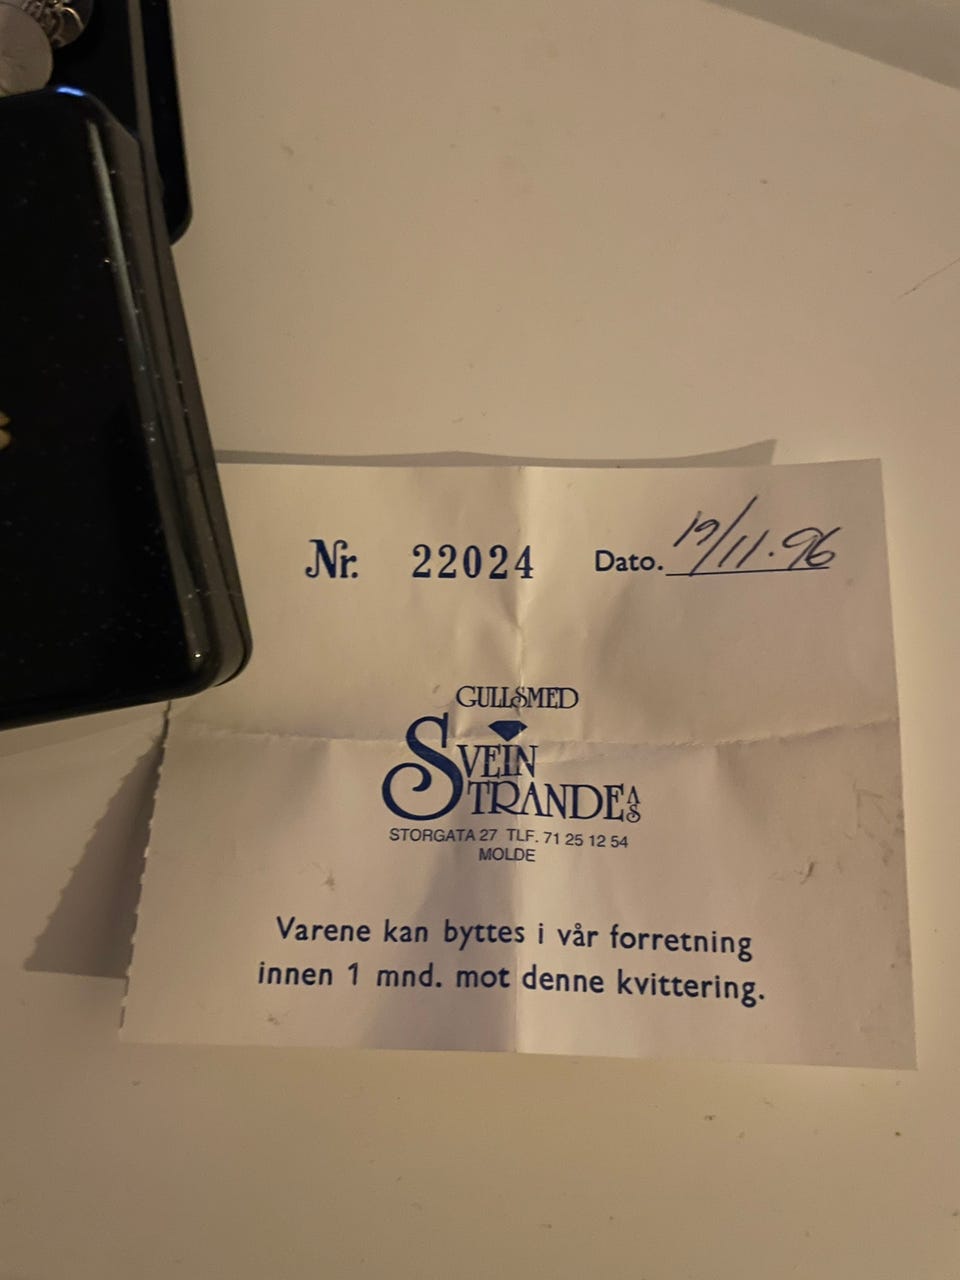 Nr. 22024 Dato. 19/11.96
GULLSMED
SVEIN
STRANDE AS
STORGATA 27 TLF. 71 25 12 54
MOLDE
Varene kan byttes i vår forretning
innen 1 mnd. mot denne kvittering.